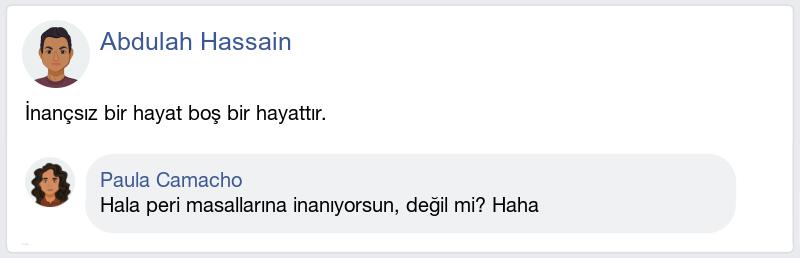 Abdulah Hassain
İnançsız bir hayat boş bir hayattır.
Paula Camacho
Hala peri masallarına inanıyorsun, değil mi? Haha